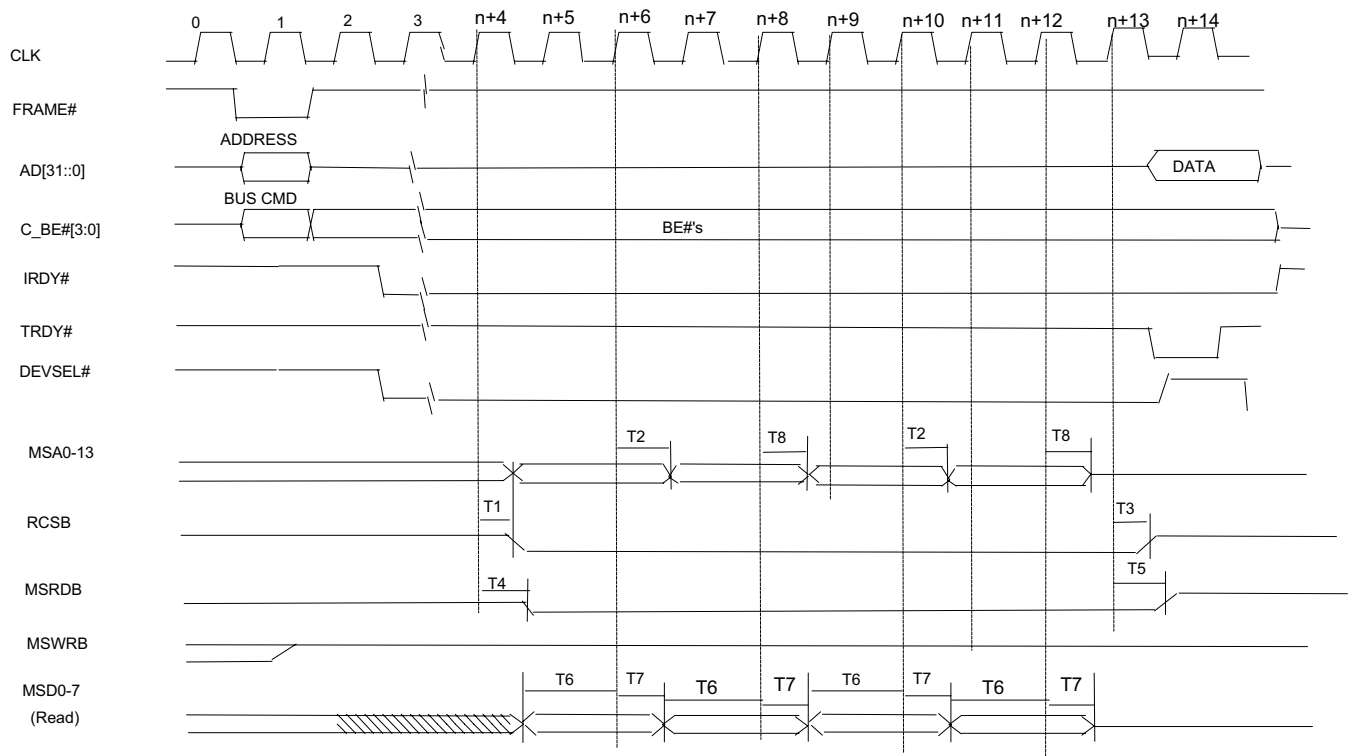 0 1 2 3 n+4 n+5 n+6 n+7 n+8 n+9 n+10 n+11 n+12 n+13 n+14
CLK
FRAME#
ADDRESS
AD[31::0] DATA
BUS CMD
C_BE#[3:0] BE#'s
IRDY#
TRDY#
DEVSEL#
T2 T8 T2 T8
MSA0-13
T1 T3
RCSB
T4 T5
MSRDB
MSWRB
MSD0-7 T6 T7 T6 T7 T6 T7 T6 T7
(Read)